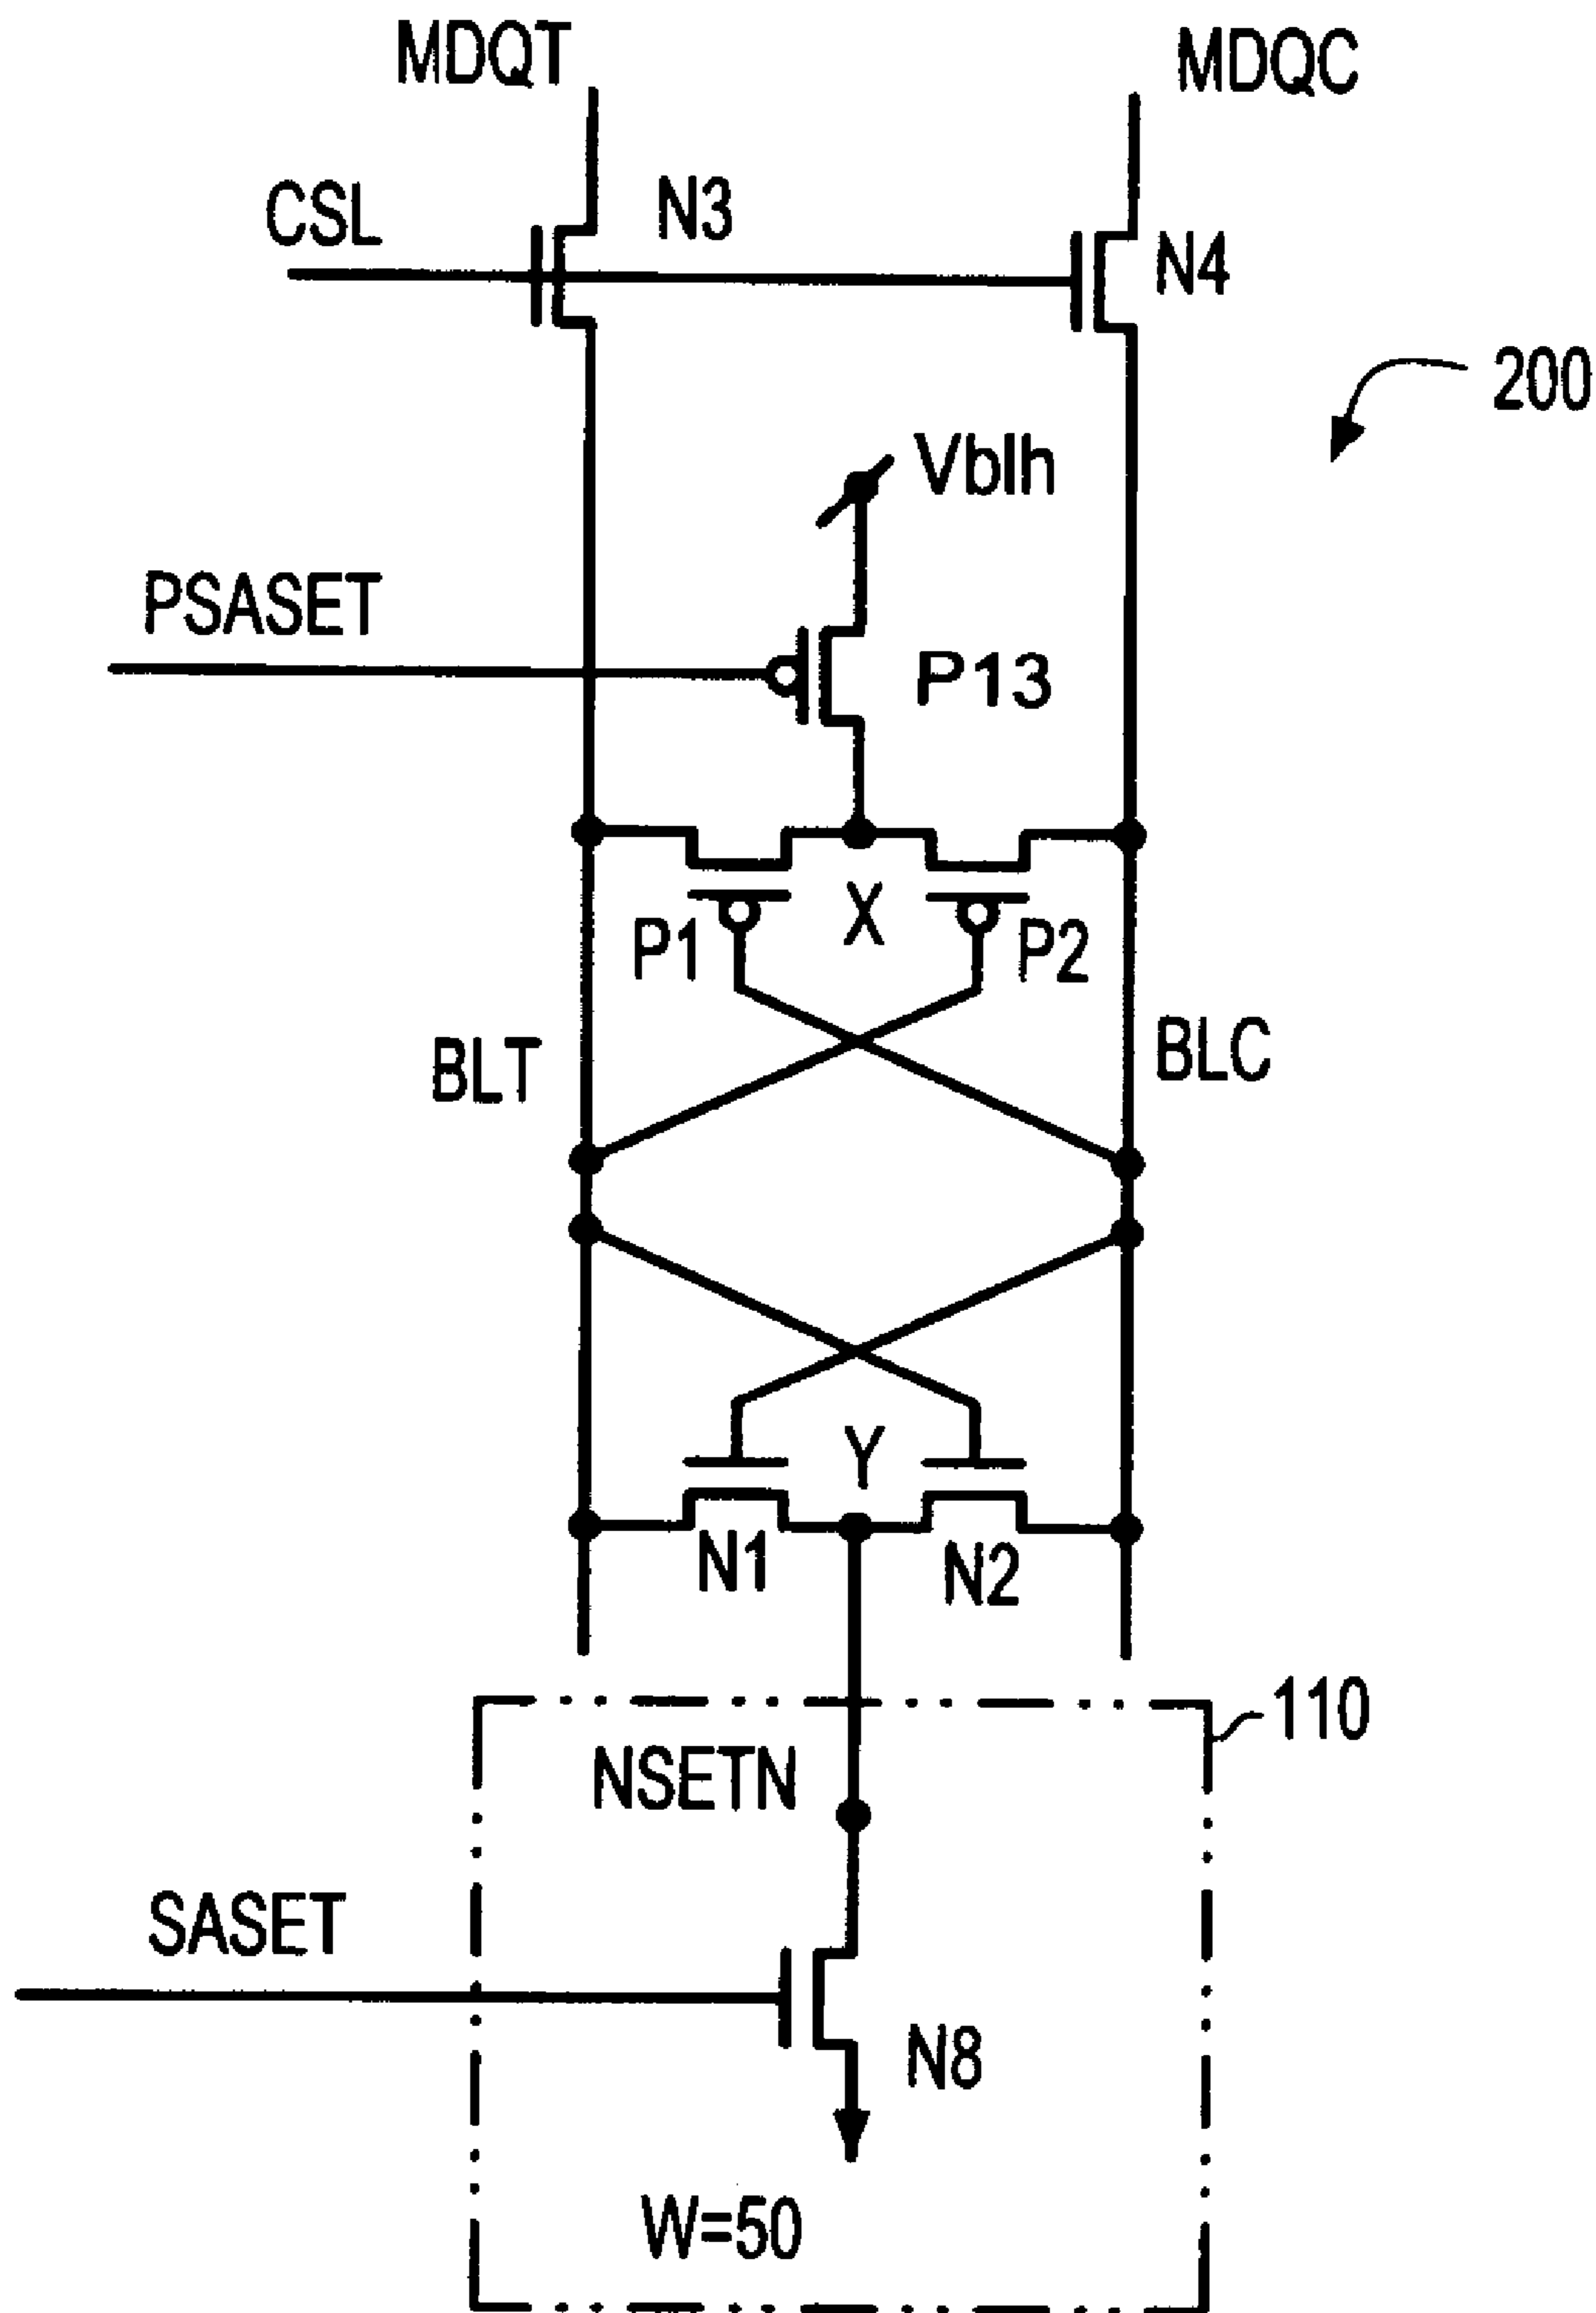 MDQT
MDQC
CSL
N3
N4
200
Vblh
PSASET
P13
P1
X
P2
BLT
BLC
Y
N1
N2
110
NSETN
SASET
N8
W=50